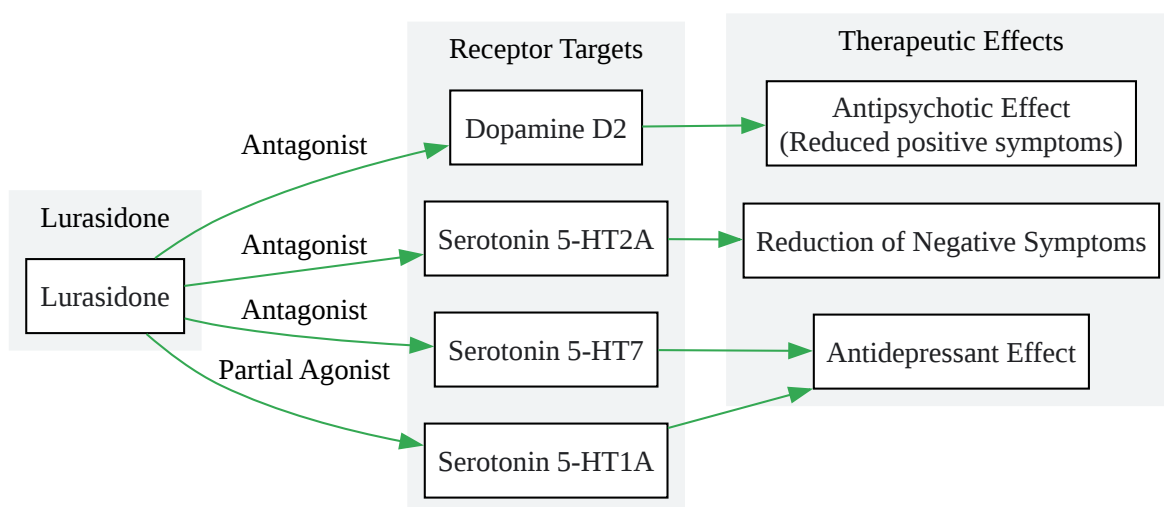 Lurasidone
Lurasidone
Antagonist
Antagonist
Antagonist
Partial Agonist
Receptor Targets
Dopamine D2
Serotonin 5-HT2A
Serotonin 5-HT7
Serotonin 5-HT1A
Therapeutic Effects
Antipsychotic Effect
(Reduced positive symptoms)
Reduction of Negative Symptoms
Antidepressant Effect